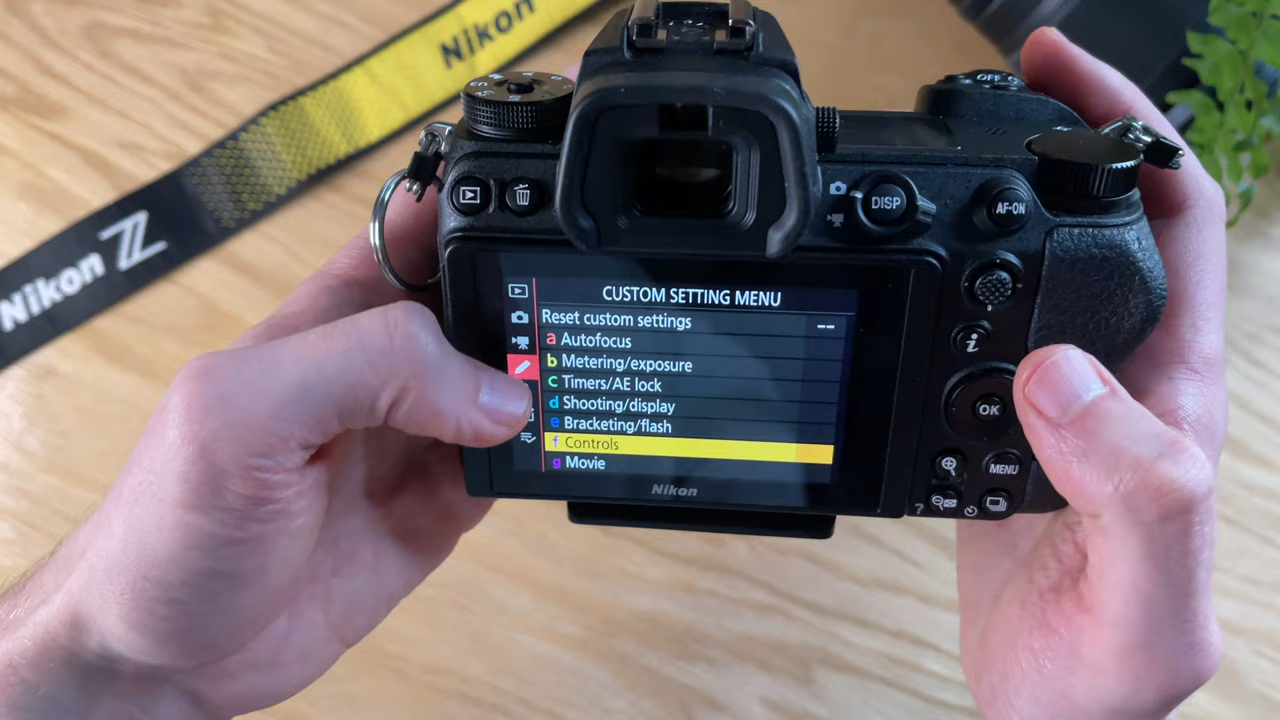 Nikon
Nikon Z
OFF
DISP
AF-ON
CUSTOM SETTING MENU
Reset custom settings --
a Autofocus
b Metering/exposure
c Timers/AE lock
d Shooting/display
e Bracketing/flash
f Controls
g Movie
i
OK
MENU
?
Nikon